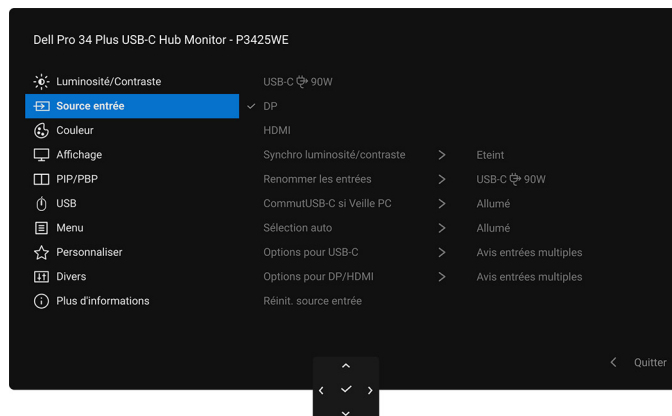 Dell Pro 34 Plus USB-C Hub Monitor - P3425WE
Luminosité/Contraste USB-C 90W
Source entrée DP
Couleur HDMI
Affichage Synchro luminosité/contraste Eteint
PIP/PBP Renommer les entrées USB-C 90W
USB CommutUSB-C si Veille PC Allumé
Menu Sélection auto Allumé
Personnaliser Options pour USB-C Avis entrées multiples
Divers Options pour DP/HDMI Avis entrées multiples
Plus d'informations Réinit. source entrée
Quitter